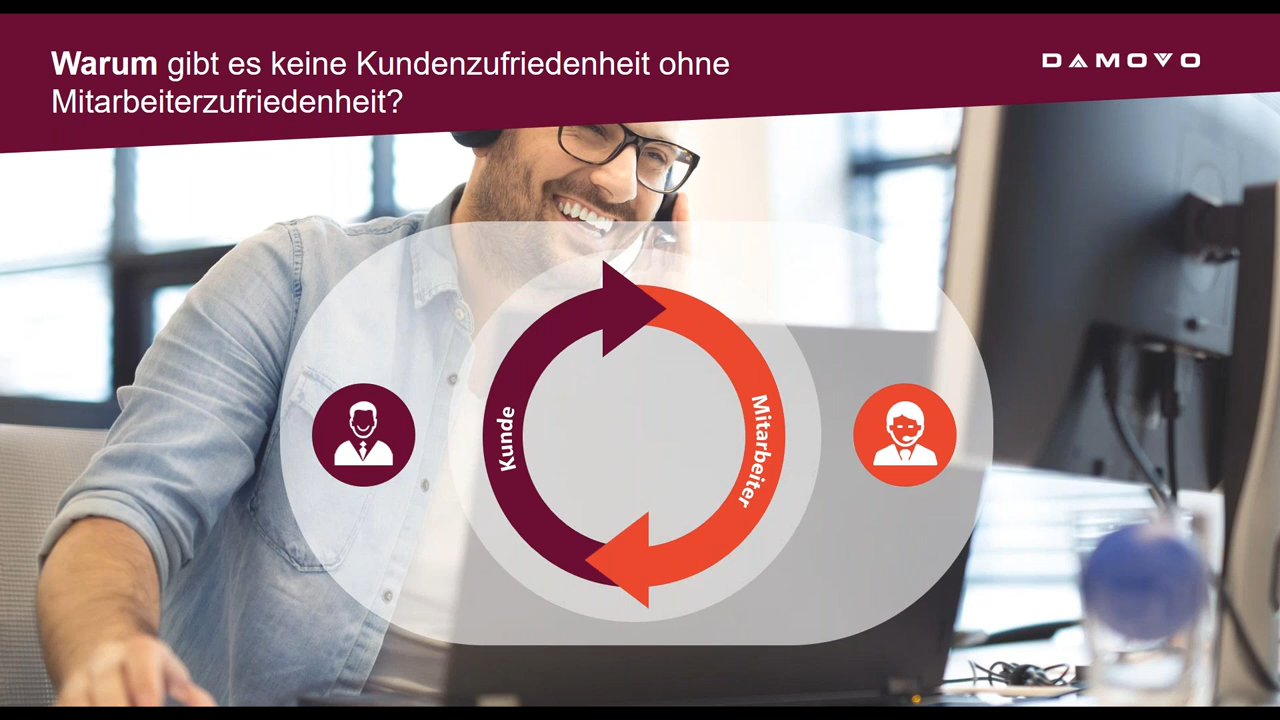 Warum gibt es keine Kundenzufriedenheit ohne
Mitarbeiterzufriedenheit?
DAMOVO
Kunde
Mitarbeiter